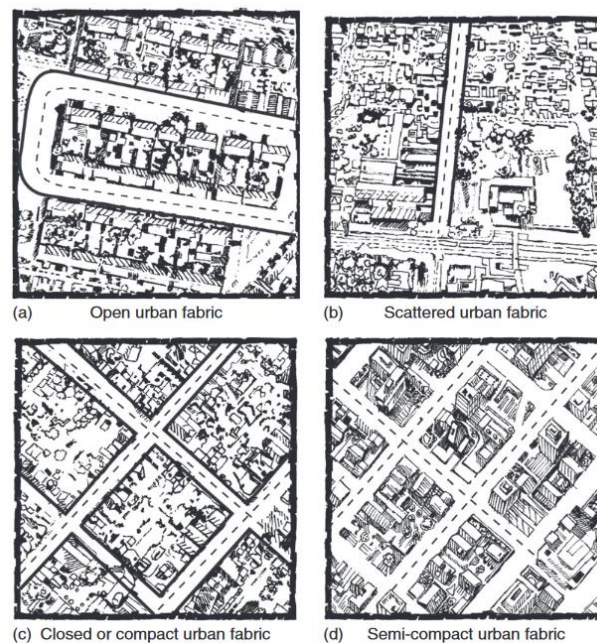 (a) Open urban fabric
(b) Scattered urban fabric
(c) Closed or compact urban fabric
(d) Semi-compact urban fabric